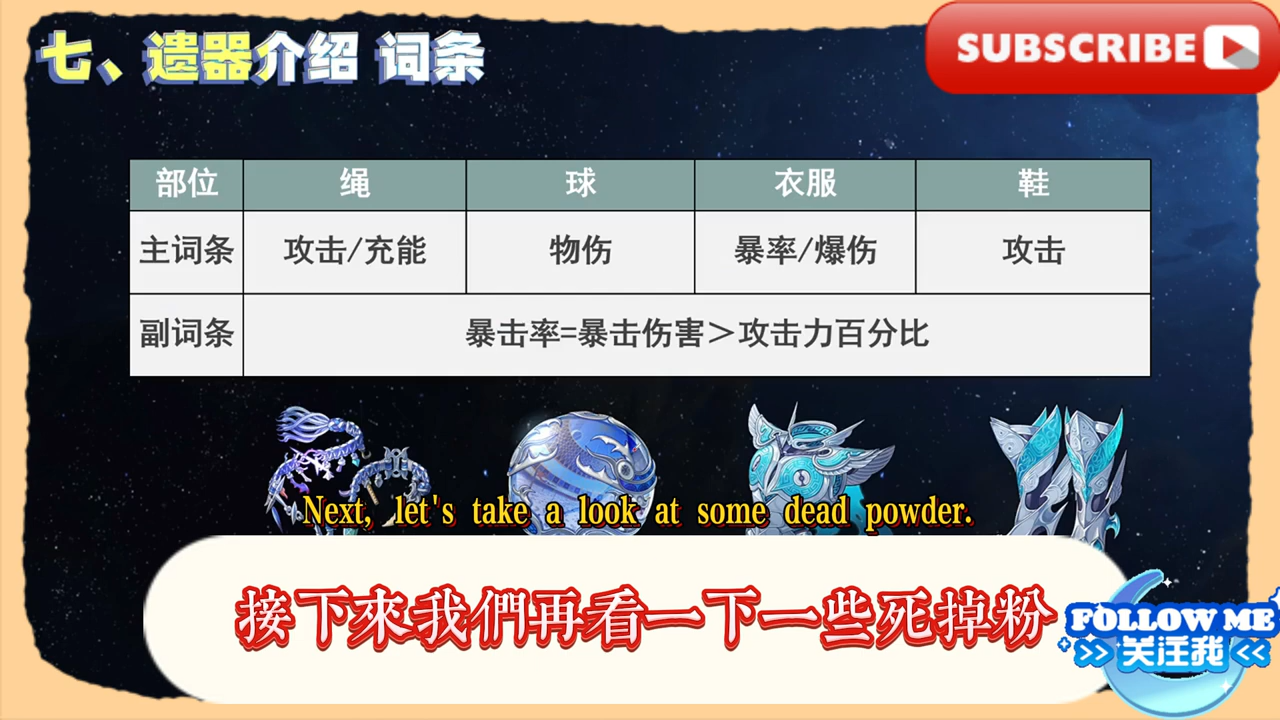 七、遗器介绍 词条
SUBSCRIBE
部位 绳 球 衣服 鞋
主词条 攻击/充能 物伤 暴率/爆伤 攻击
副词条 暴击率=暴击伤害>攻击力百分比
Next, let's take a look at some dead powder.
接下來我們再看一下一些死掉粉
FOLLOW ME
>> 关注我 <<